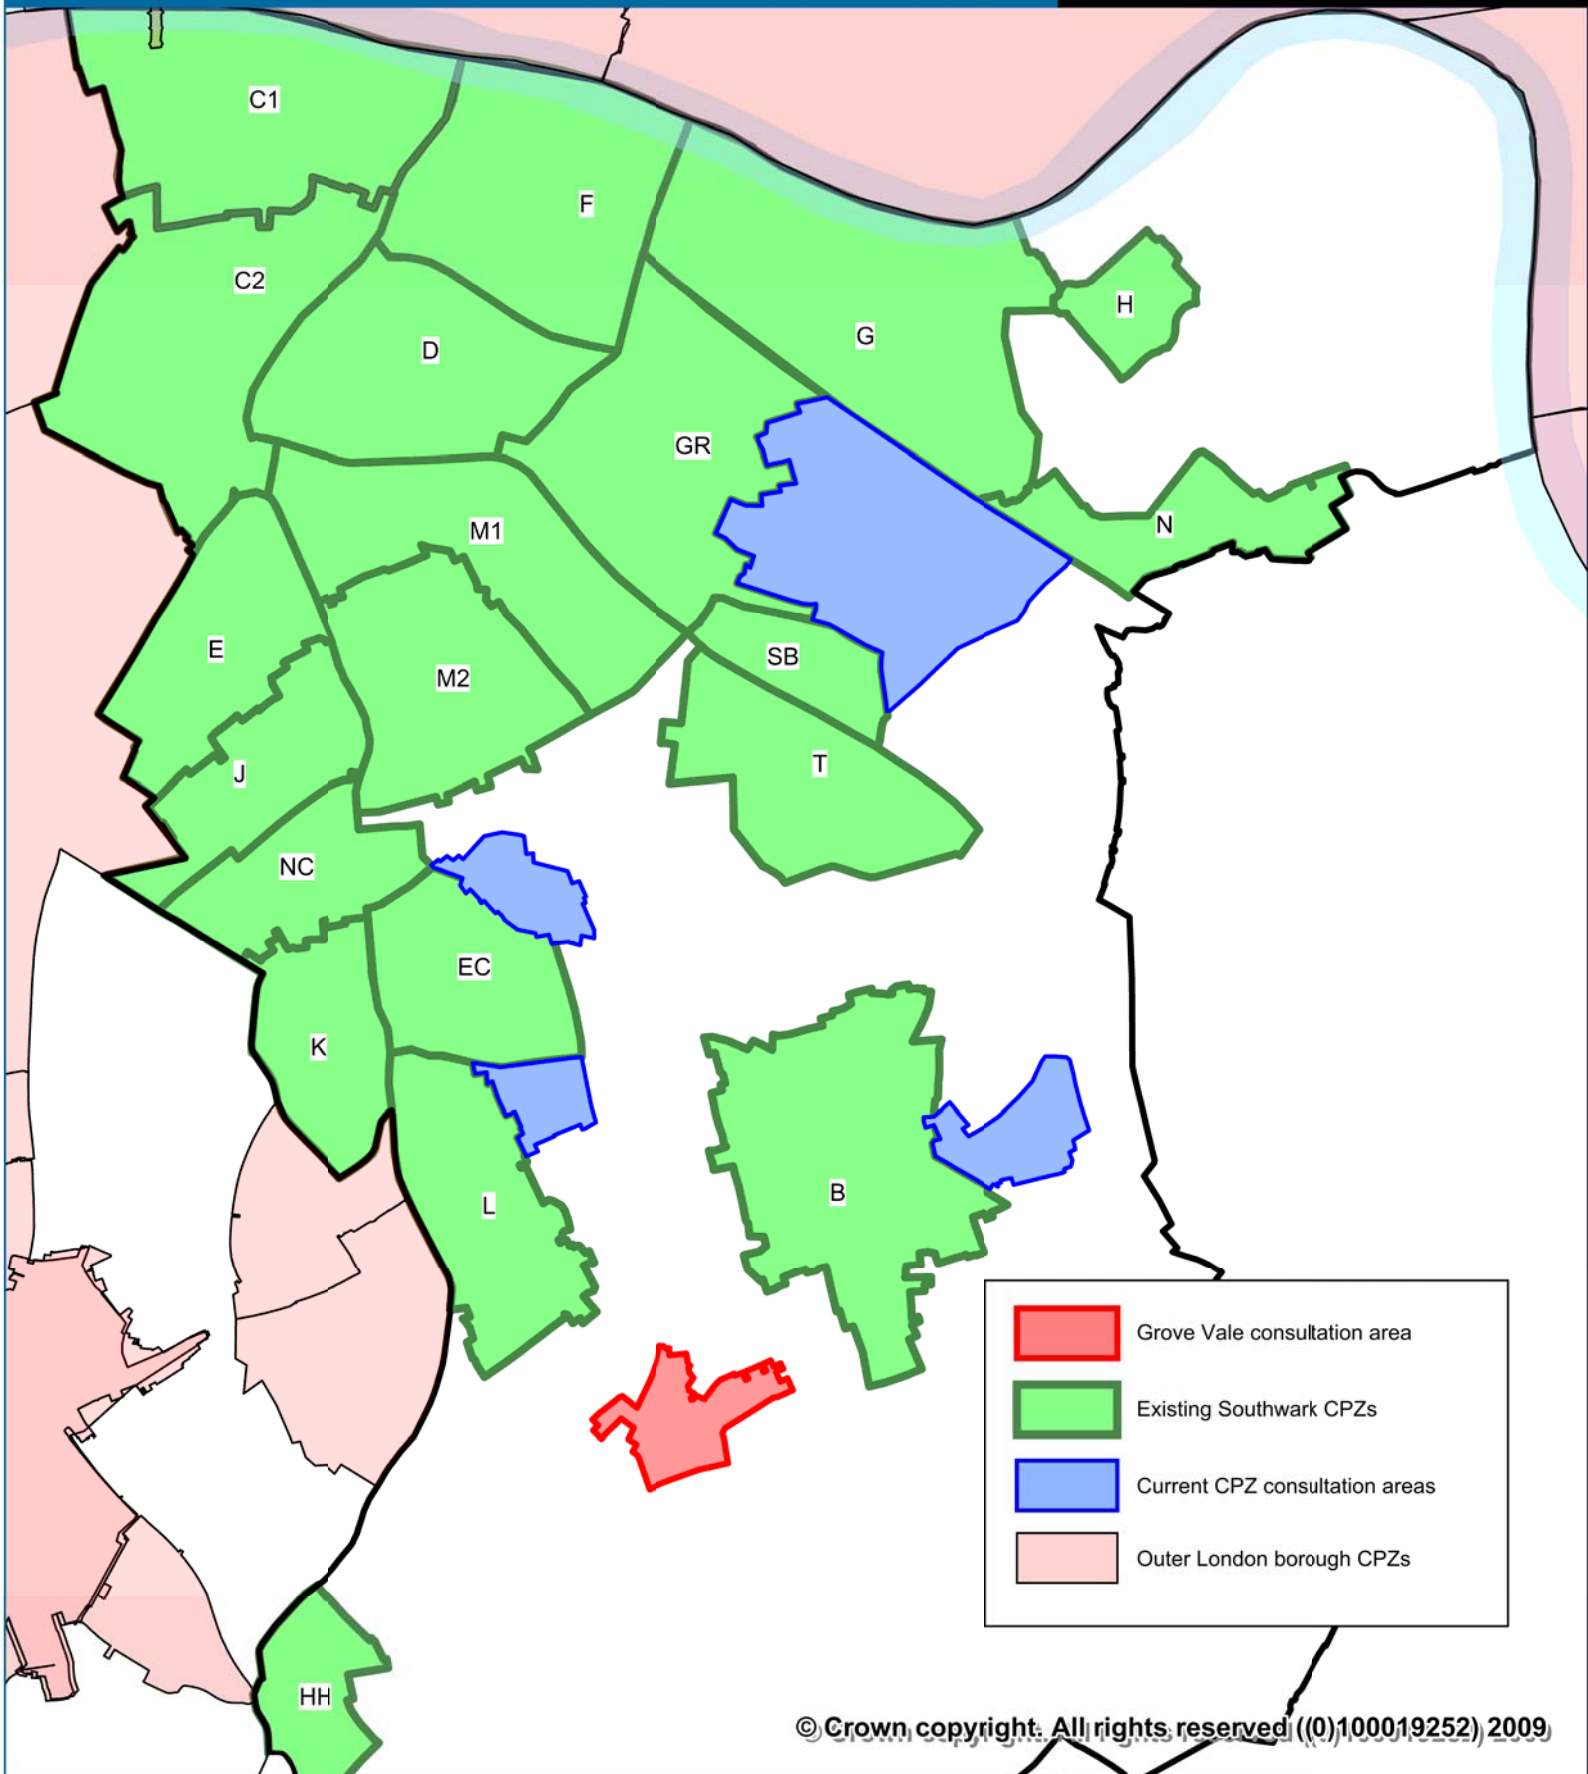 C1
F
C2
H
G
D
GR
N
M1
E
SB
M2
T
J
NC
EC
K
B
L
Grove Vale consultation area
Existing Southwark CPZs
Current CPZ consultation areas
Outer London borough CPZs
HH
© Crown copyright. All rights reserved ((0)100019252) 2009